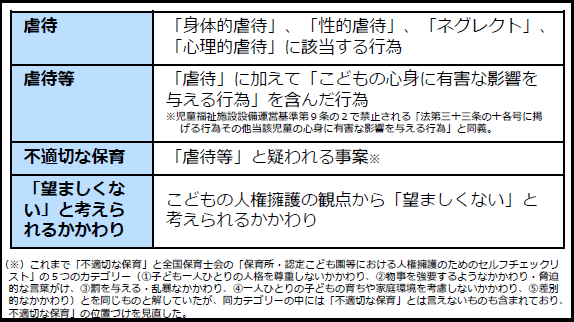 虐待
「身体的虐待」、「性的虐待」、「ネグレクト」、
「心理的虐待」に該当する行為
虐待等
「虐待」に加えて「こどもの心身に有害な影響を
与える行為」を含んだ行為
※児童福祉施設設備運営基準第９条の２で禁止される「法第三十三条の十各号に掲
げる行為その他当該児童の心身に有害な影響を与える行為」と同義。
不適切な保育
「虐待等」と疑われる事案※
「望ましくな
い」と考えら
れるかかわり
こどもの人権擁護の観点から「望ましくない」と
考えられるかかわり
（※）これまで「不適切な保育」と全国保育士会の「保育所・認定こども園等における人権擁護のためのセルフチェックリ
スト」の５つのカテゴリー（①子ども一人ひとりの人格を尊重しないかかわり、②物事を強要するようなかかわり・脅迫
的な言葉がけ、③罰を与える・乱暴なかかわり、④一人ひとりの子どもの育ちや家庭環境を考慮しないかかわり、⑤差別
的なかかわり）とを同じものと解していたが、同カテゴリーの中には「不適切な保育」とは言えないものも含まれており、
不適切な保育」の位置づけを見直した。